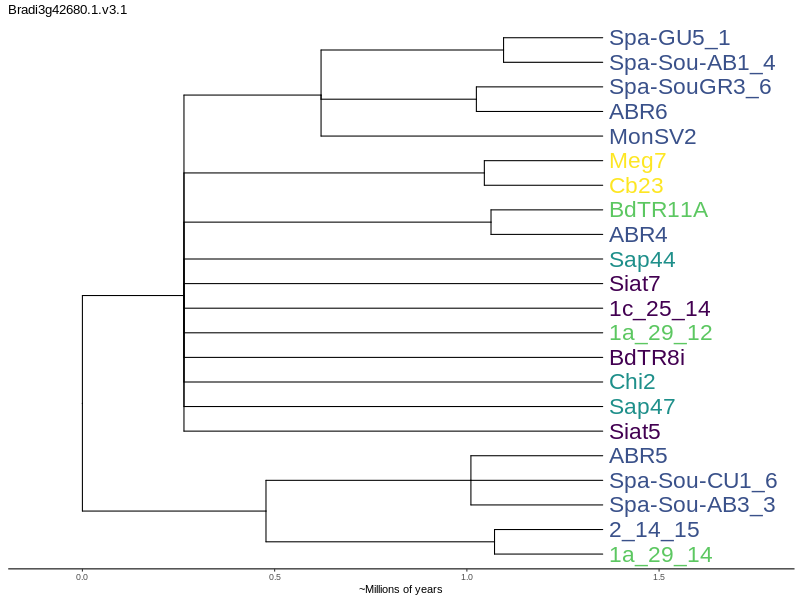 Bradi3g42680.1.v3.1
Spa-GU5_1
Spa-Sou-AB1_4
Spa-SouGR3_6
ABR6
MonSV2
Meg7
Cb23
BdTR11A
ABR4
Sap44
Siat7
1c_25_14
1a_29_12
BdTR8i
Chi2
Sap47
Siat5
ABR5
Spa-Sou-CU1_6
Spa-Sou-AB3_3
2_14_15
1a_29_14
0.0 0.5 1.0 1.5
~Millions of years